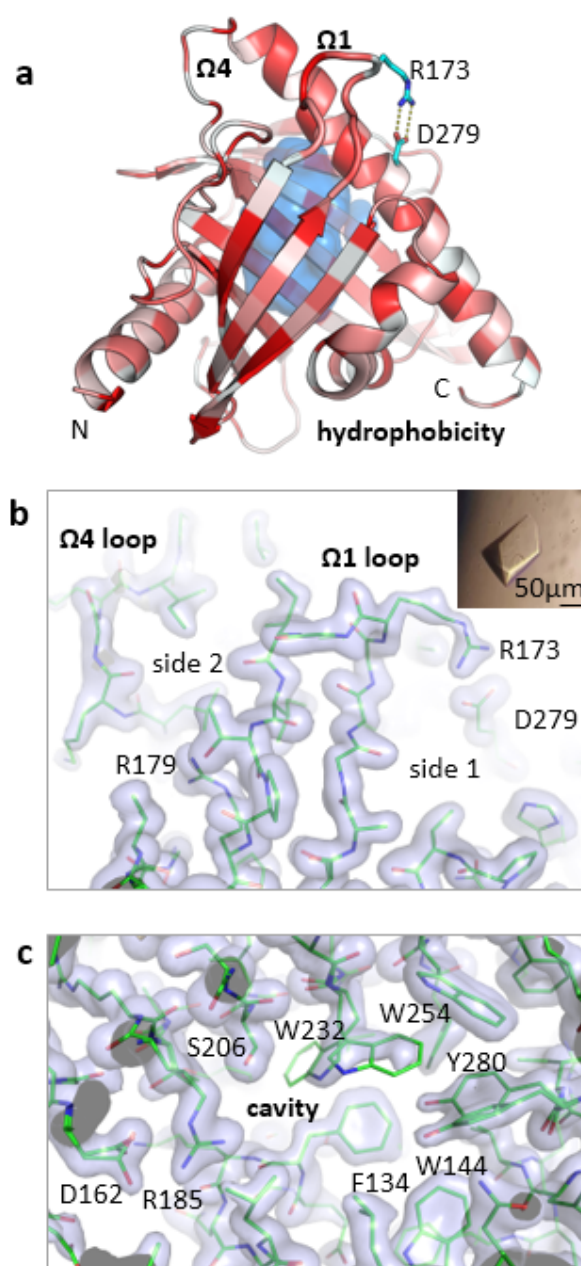 a
Ω4
Ω1
R173
D279
N
C
hydrophobicity
b
Ω4 loop
Ω1 loop
50µm
side 2
R173
D279
R179
side 1
c
S206
W232
W254
Y280
cavity
D162
R185
F134
W144